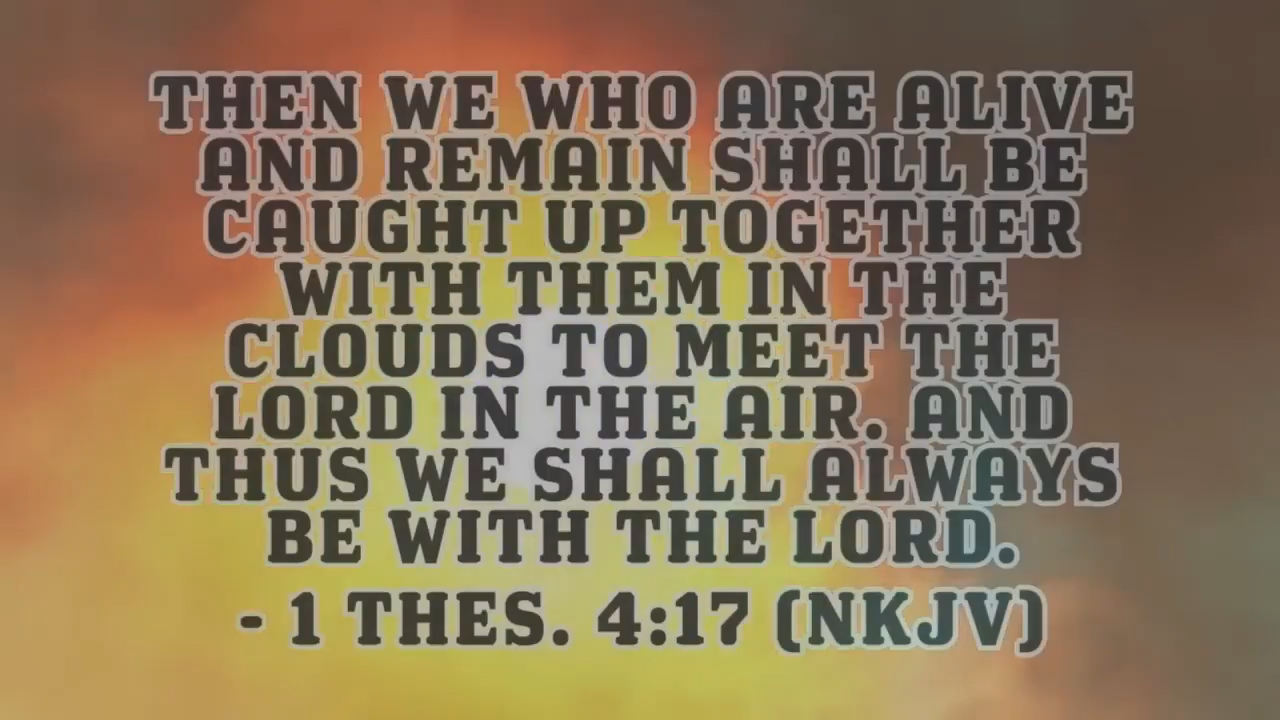 THEN WE WHO ARE ALIVE
AND REMAIN SHALL BE
CAUGHT UP TOGETHER
WITH THEM IN THE
CLOUDS TO MEET THE
LORD IN THE AIR. AND
THUS WE SHALL ALWAYS
BE WITH THE LORD.
- 1 THES. 4:17 (NKJV)